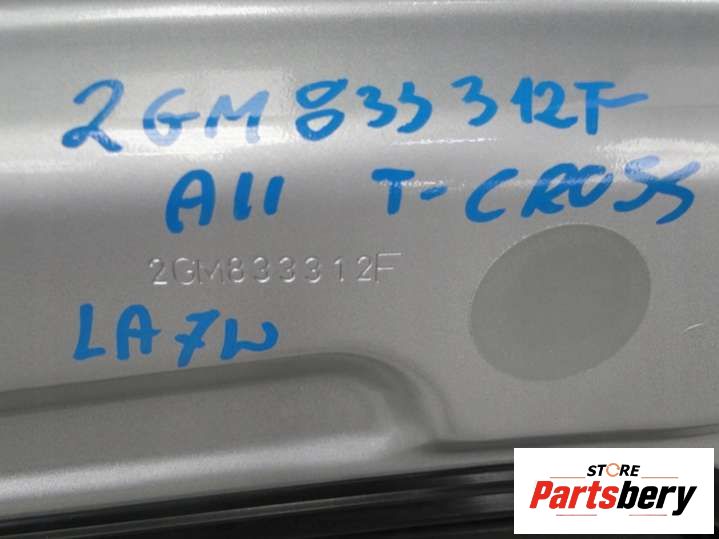 2GM833312F
A11 T-CROSS
2GM833312F
LA7W
STORE
Partsbery